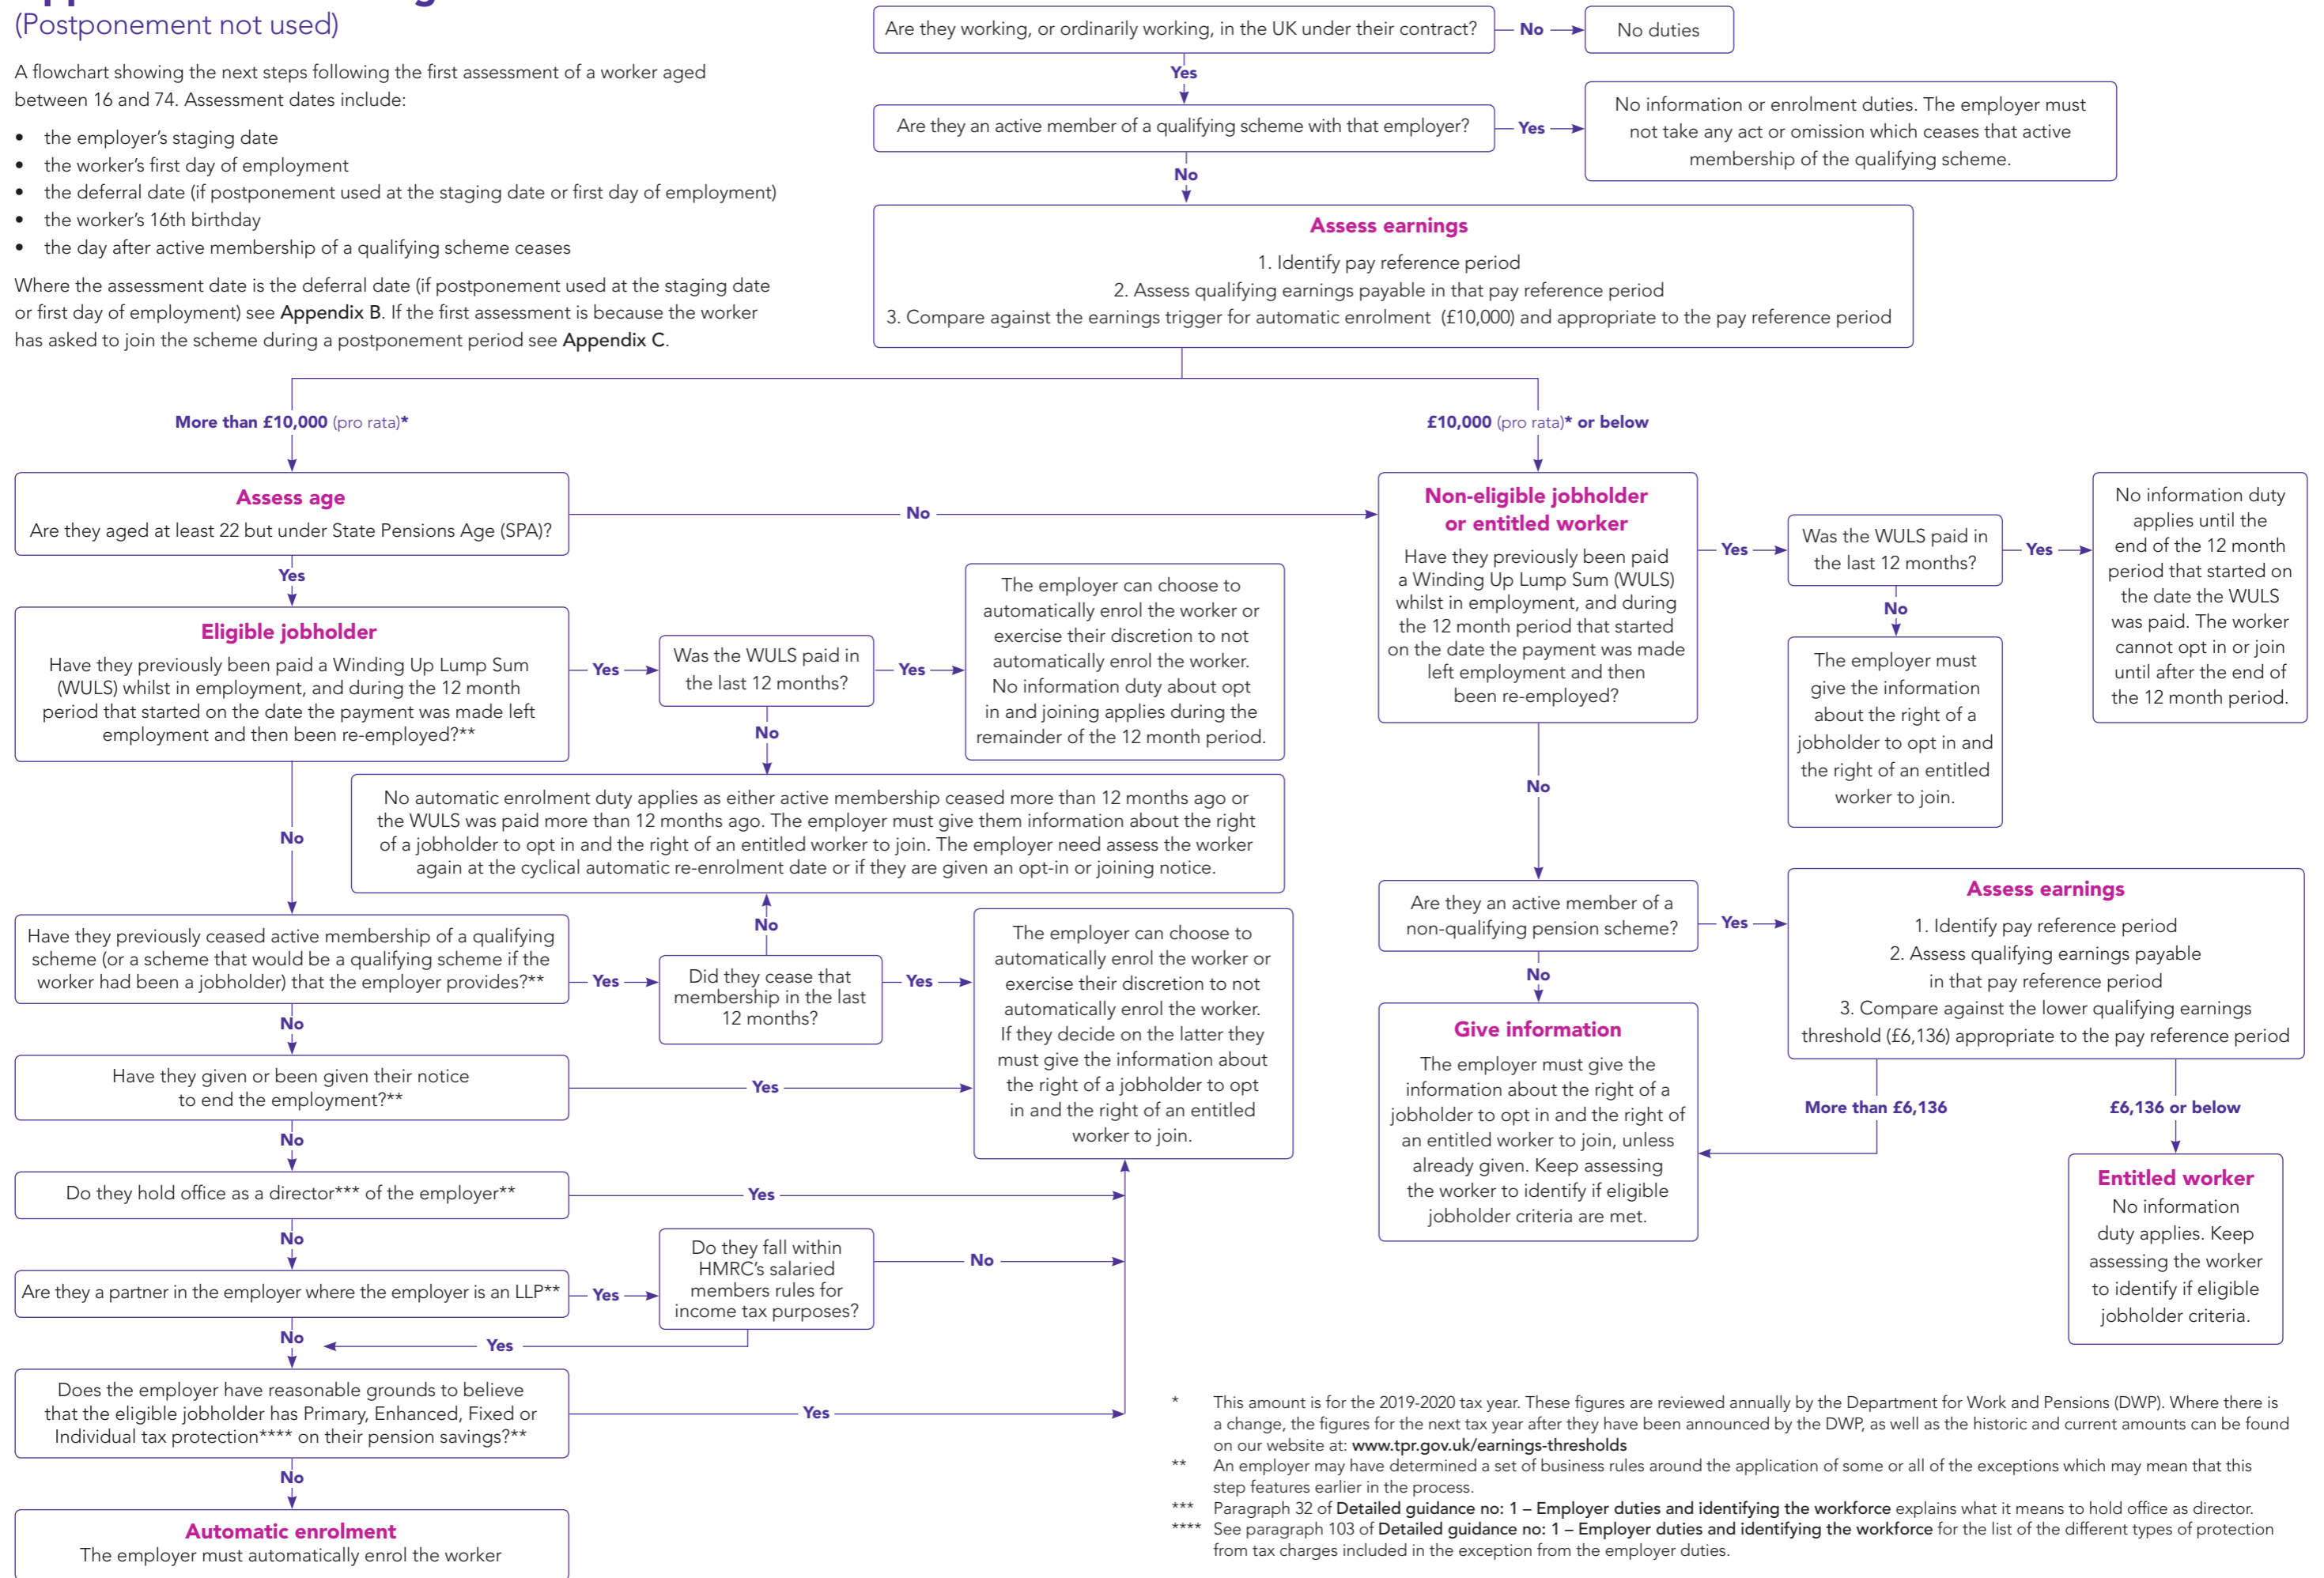 (Postponement not used)
A flowchart showing the next steps following the first assessment of a worker aged
between 16 and 74. Assessment dates include:
• the employer's staging date
• the worker's first day of employment
• the deferral date (if postponement used at the staging date or first day of employment)
• the worker's 16th birthday
• the day after active membership of a qualifying scheme ceases
Where the assessment date is the deferral date (if postponement used at the staging date
or first day of employment) see Appendix B. If the first assessment is because the worker
has asked to join the scheme during a postponement period see Appendix C.
Are they working, or ordinarily working, in the UK under their contract?
No
No duties
Yes
Are they an active member of a qualifying scheme with that employer?
Yes
No information or enrolment duties. The employer must
not take any act or omission which ceases that active
membership of the qualifying scheme.
No
Assess earnings
1. Identify pay reference period
2. Assess qualifying earnings payable in that pay reference period
3. Compare against the earnings trigger for automatic enrolment (£10,000) and appropriate to the pay reference period
More than £10,000 (pro rata)*
£10,000 (pro rata)* or below
Assess age
Are they aged at least 22 but under State Pensions Age (SPA)?
No
Yes
Eligible jobholder
Have they previously been paid a Winding Up Lump Sum
(WULS) whilst in employment, and during the 12 month
period that started on the date the payment was made left
employment and then been re-employed?**
Yes
Was the WULS paid in
the last 12 months?
Yes
The employer can choose to
automatically enrol the worker or
exercise their discretion to not
automatically enrol the worker.
No information duty about opt
in and joining applies during the
remainder of the 12 month period.
No
No automatic enrolment duty applies as either active membership ceased more than 12 months ago or
the WULS was paid more than 12 months ago. The employer must give them information about the right
of a jobholder to opt in and the right of an entitled worker to join. The employer need assess the worker
again at the cyclical automatic re-enrolment date or if they are given an opt-in or joining notice.
No
Have they previously ceased active membership of a qualifying
scheme (or a scheme that would be a qualifying scheme if the
worker had been a jobholder) that the employer provides?**
Yes
Did they cease that
membership in the last
12 months?
No
Yes
The employer can choose to
automatically enrol the worker or
exercise their discretion to not
automatically enrol the worker.
If they decide on the latter they
must give the information about
the right of a jobholder to opt
in and the right of an entitled
worker to join.
No
Have they given or been given their notice
to end the employment?**
Yes
No
Do they hold office as a director*** of the employer**
Yes
No
Are they a partner in the employer where the employer is an LLP**
Yes
Do they fall within
HMRC's salaried
members rules for
income tax purposes?
No
Yes
No
Does the employer have reasonable grounds to believe
that the eligible jobholder has Primary, Enhanced, Fixed or
Individual tax protection**** on their pension savings?**
Yes
No
Automatic enrolment
The employer must automatically enrol the worker
Non-eligible jobholder
or entitled worker
Have they previously been paid
a Winding Up Lump Sum (WULS)
whilst in employment, and during
the 12 month period that started
on the date the payment was made
left employment and then
been re-employed?
Yes
Was the WULS paid in
the last 12 months?
Yes
No information duty
applies until the
end of the 12 month
period that started on
the date the WULS
was paid. The worker
cannot opt in or join
until after the end of
the 12 month period.
No
The employer must
give the information
about the right of a
jobholder to opt in and
the right of an entitled
worker to join.
No
Are they an active member of a
non-qualifying pension scheme?
Yes
Assess earnings
1. Identify pay reference period
2. Assess qualifying earnings payable
in that pay reference period
3. Compare against the lower qualifying earnings
threshold (£6,136) appropriate to the pay reference period
No
Give information
The employer must give the
information about the right of a
jobholder to opt in and the right of
an entitled worker to join, unless
already given. Keep assessing
the worker to identify if eligible
jobholder criteria are met.
More than £6,136
£6,136 or below
Entitled worker
No information
duty applies. Keep
assessing the worker
to identify if eligible
jobholder criteria.
* This amount is for the 2019-2020 tax year. These figures are reviewed annually by the Department for Work and Pensions (DWP). Where there is
a change, the figures for the next tax year after they have been announced by the DWP, as well as the historic and current amounts can be found
on our website at: www.tpr.gov.uk/earnings-thresholds
** An employer may have determined a set of business rules around the application of some or all of the exceptions which may mean that this
step features earlier in the process.
*** Paragraph 32 of Detailed guidance no: 1 – Employer duties and identifying the workforce explains what it means to hold office as director.
**** See paragraph 103 of Detailed guidance no: 1 – Employer duties and identifying the workforce for the list of the different types of protection
from tax charges included in the exception from the employer duties.